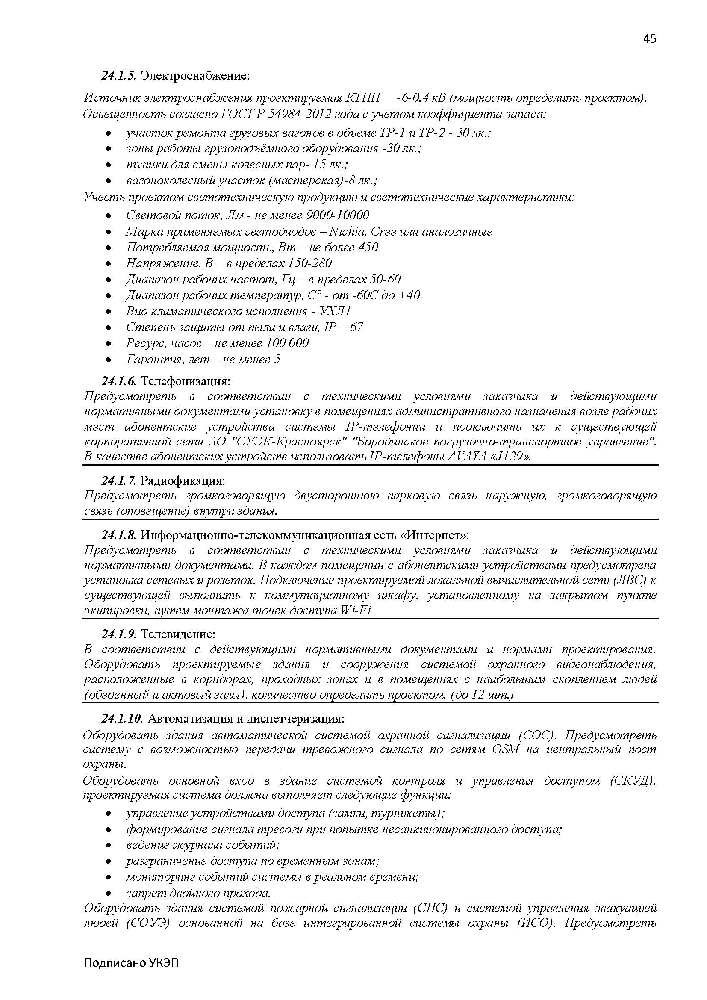 45
24.1.5. Электроснабжение:
Источник электроснабжения проектируемая КТПН -6-0,4 кВ (мощность определить проектом).
Освещенность согласно ГОСТ Р 54984-2012 года с учетом коэффициента запаса:
• участок ремонта грузовых вагонов в объеме ТР-1 и ТР-2 - 30 лк.;
• зоны работы грузоподъёмного оборудования -30 лк.;
• тупики для смены колесных пар- 15 лк.;
• вагоноколесный участок (мастерская)-8 лк.;
Учесть проектом светотехническую продукцию и светотехнические характеристики:
• Световой поток, Лм - не менее 9000-10000
• Марка применяемых светодиодов – Nichia, Cree или аналогичные
• Потребляемая мощность, Вт – не более 450
• Напряжение, В – в пределах 150-280
• Диапазон рабочих частот, Гц – в пределах 50-60
• Диапазон рабочих температур, С° - от -60С до +40
• Вид климатического исполнения - УХЛ1
• Степень защиты от пыли и влаги, IP – 67
• Ресурс, часов – не менее 100 000
• Гарантия, лет – не менее 5
24.1.6. Телефонизация:
Предусмотреть в соответствии с техническими условиями заказчика и действующими
нормативными документами установку в помещениях административного назначения возле рабочих
мест абонентские устройства системы IP-телефонии и подключить их к существующей
корпоративной сети АО "СУЭК-Красноярск" "Бородинское погрузочно-транспортное управление".
В качестве абонентских устройств использовать IP-телефоны AVAYA «J129».
24.1.7. Радиофикация:
Предусмотреть громкоговорящую двустороннюю парковую связь наружную, громкоговорящую
связь (оповещение) внутри здания.
24.1.8. Информационно-телекоммуникационная сеть «Интернет»:
Предусмотреть в соответствии с техническими условиями заказчика и действующими
нормативными документами. В каждом помещении с абонентскими устройствами предусмотрена
установка сетевых и розеток. Подключение проектируемой локальной вычислительной сети (ЛВС) к
существующей выполнить к коммутационному шкафу, установленному на закрытом пункте
экипировки, путем монтажа точек доступа Wi-Fi
24.1.9. Телевидение:
В соответствии с действующими нормативными документами и нормами проектирования.
Оборудовать проектируемые здания и сооружения системой охранного видеонаблюдения,
расположенные в коридорах, проходных зонах и в помещениях с наибольшим скоплением людей
(обеденный и актовый залы), количество определить проектом. (до 12 шт.)
24.1.10. Автоматизация и диспетчеризация:
Оборудовать здания автоматической системой охранной сигнализации (СОС). Предусмотреть
систему с возможностью передачи тревожного сигнала по сетям GSM на центральный пост
охраны.
Оборудовать основной вход в здание системой контроля и управления доступом (СКУД),
проектируемая система должна выполняет следующие функции:
• управление устройствами доступа (замки, турникеты);
• формирование сигнала тревоги при попытке несанкционированного доступа;
• ведение журнала событий;
• разграничение доступа по временным зонам;
• мониторинг событий системы в реальном времени;
• запрет двойного прохода.
Оборудовать здания системой пожарной сигнализации (СПС) и системой управления эвакуацией
людей (СОУЭ) основанной на базе интегрированной системы охраны (ИСО). Предусмотреть
Подписано УКЭП